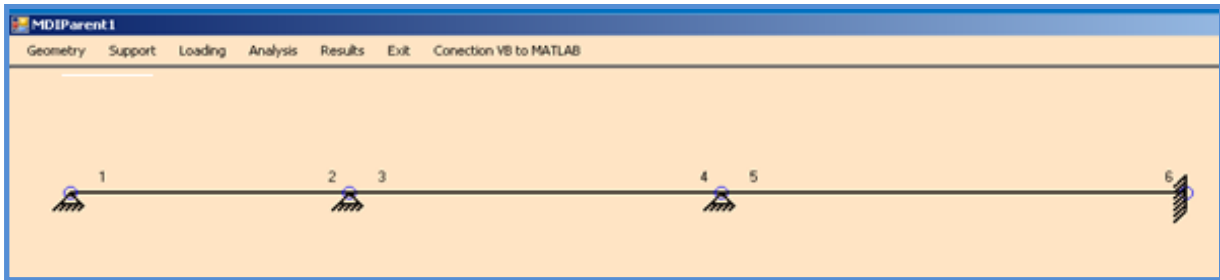 MDIParent1
Geometry Support Loading Analysis Results Exit Conection VB to MATLAB
1 2 3 4 5 6